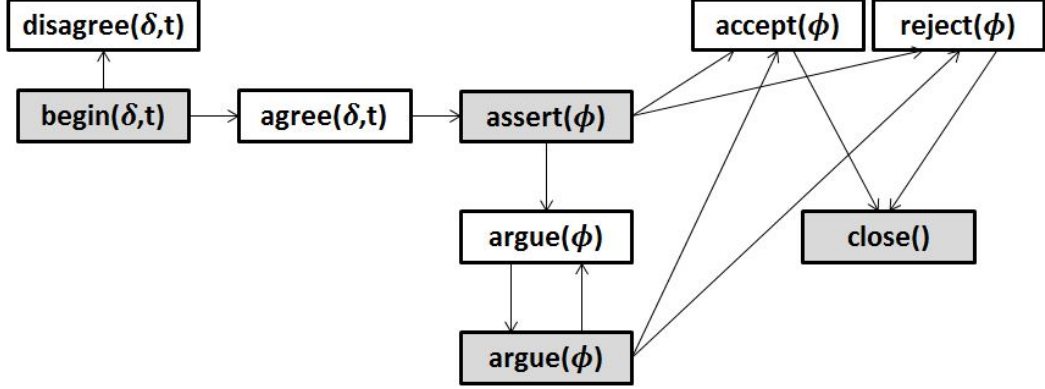 disagree(δ,t)
accept(ϕ)
reject(ϕ)
begin(δ,t)
agree(δ,t)
assert(ϕ)
argue(ϕ)
close()
argue(ϕ)